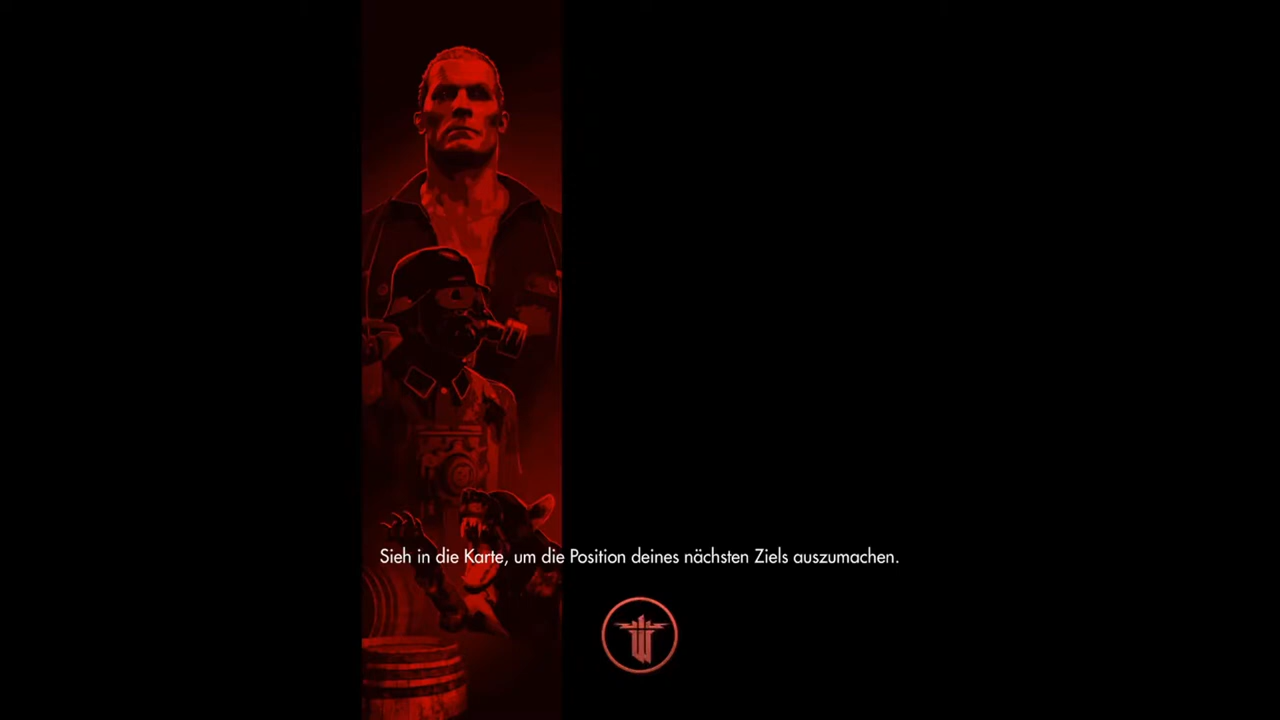 Sieh in die Karte, um die Position deines nächsten Ziels auszumachen.